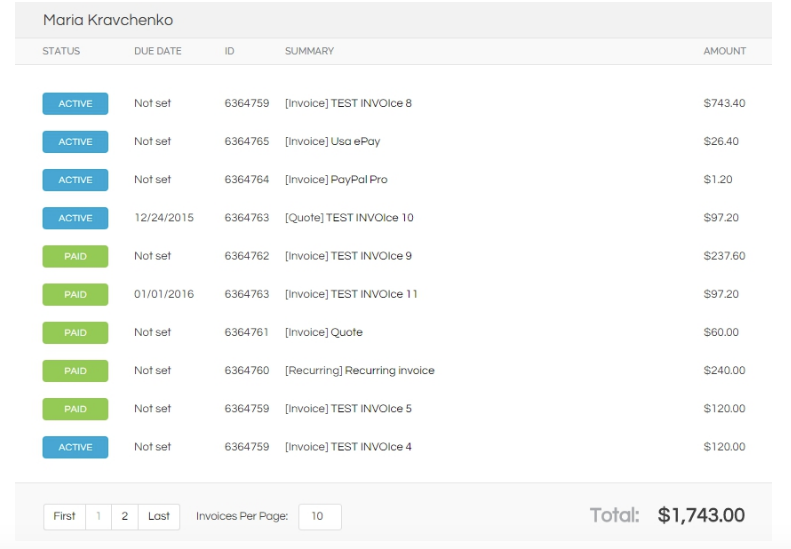 Maria Kravchenko
STATUS DUE DATE ID SUMMARY AMOUNT
ACTIVE Not set 6364759 [Invoice] TEST INVOIce 8 $743.40
ACTIVE Not set 6364765 [Invoice] Usa ePay $26.40
ACTIVE Not set 6364764 [Invoice] PayPal Pro $1.20
ACTIVE 12/24/2015 6364763 [Quote] TEST INVOIce 10 $97.20
PAID Not set 6364762 [Invoice] TEST INVOIce 9 $237.60
PAID 01/01/2016 6364763 [Invoice] TEST INVOIce 11 $97.20
PAID Not set 6364761 [Invoice] Quote $60.00
PAID Not set 6364760 [Recurring] Recurring invoice $240.00
PAID Not set 6364759 [Invoice] TEST INVOIce 5 $120.00
ACTIVE Not set 6364759 [Invoice] TEST INVOIce 4 $120.00
First 1 2 Last Invoices Per Page: 10 Total: $1,743.00